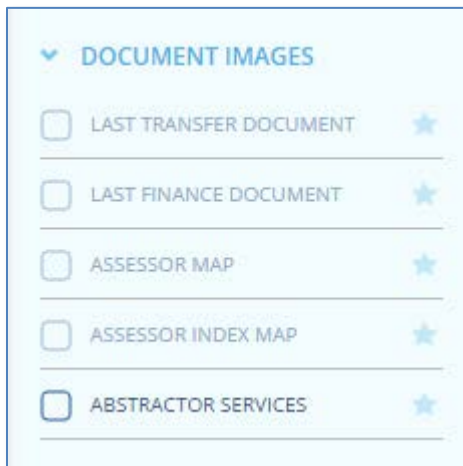 DOCUMENT IMAGES
LAST TRANSFER DOCUMENT
LAST FINANCE DOCUMENT
ASSESSOR MAP
ASSESSOR INDEX MAP
ABSTRACTOR SERVICES